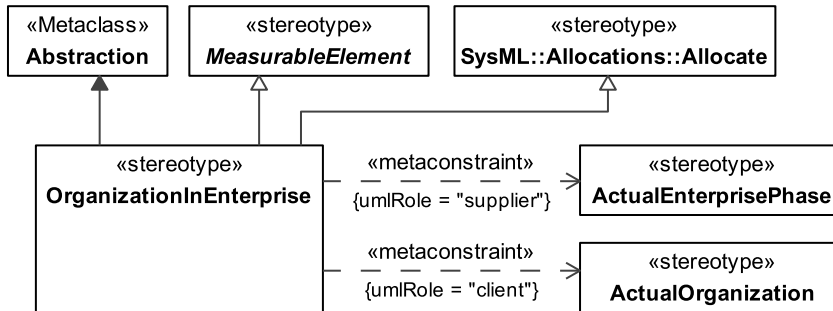 «Metaclass»
Abstraction
«stereotype»
MeasurableElement
«stereotype»
SysML::Allocations::Allocate
«stereotype»
OrganizationInEnterprise
«metaconstraint»
{umlRole = "supplier"}
«stereotype»
ActualEnterprisePhase
«metaconstraint»
{umlRole = "client"}
«stereotype»
ActualOrganization